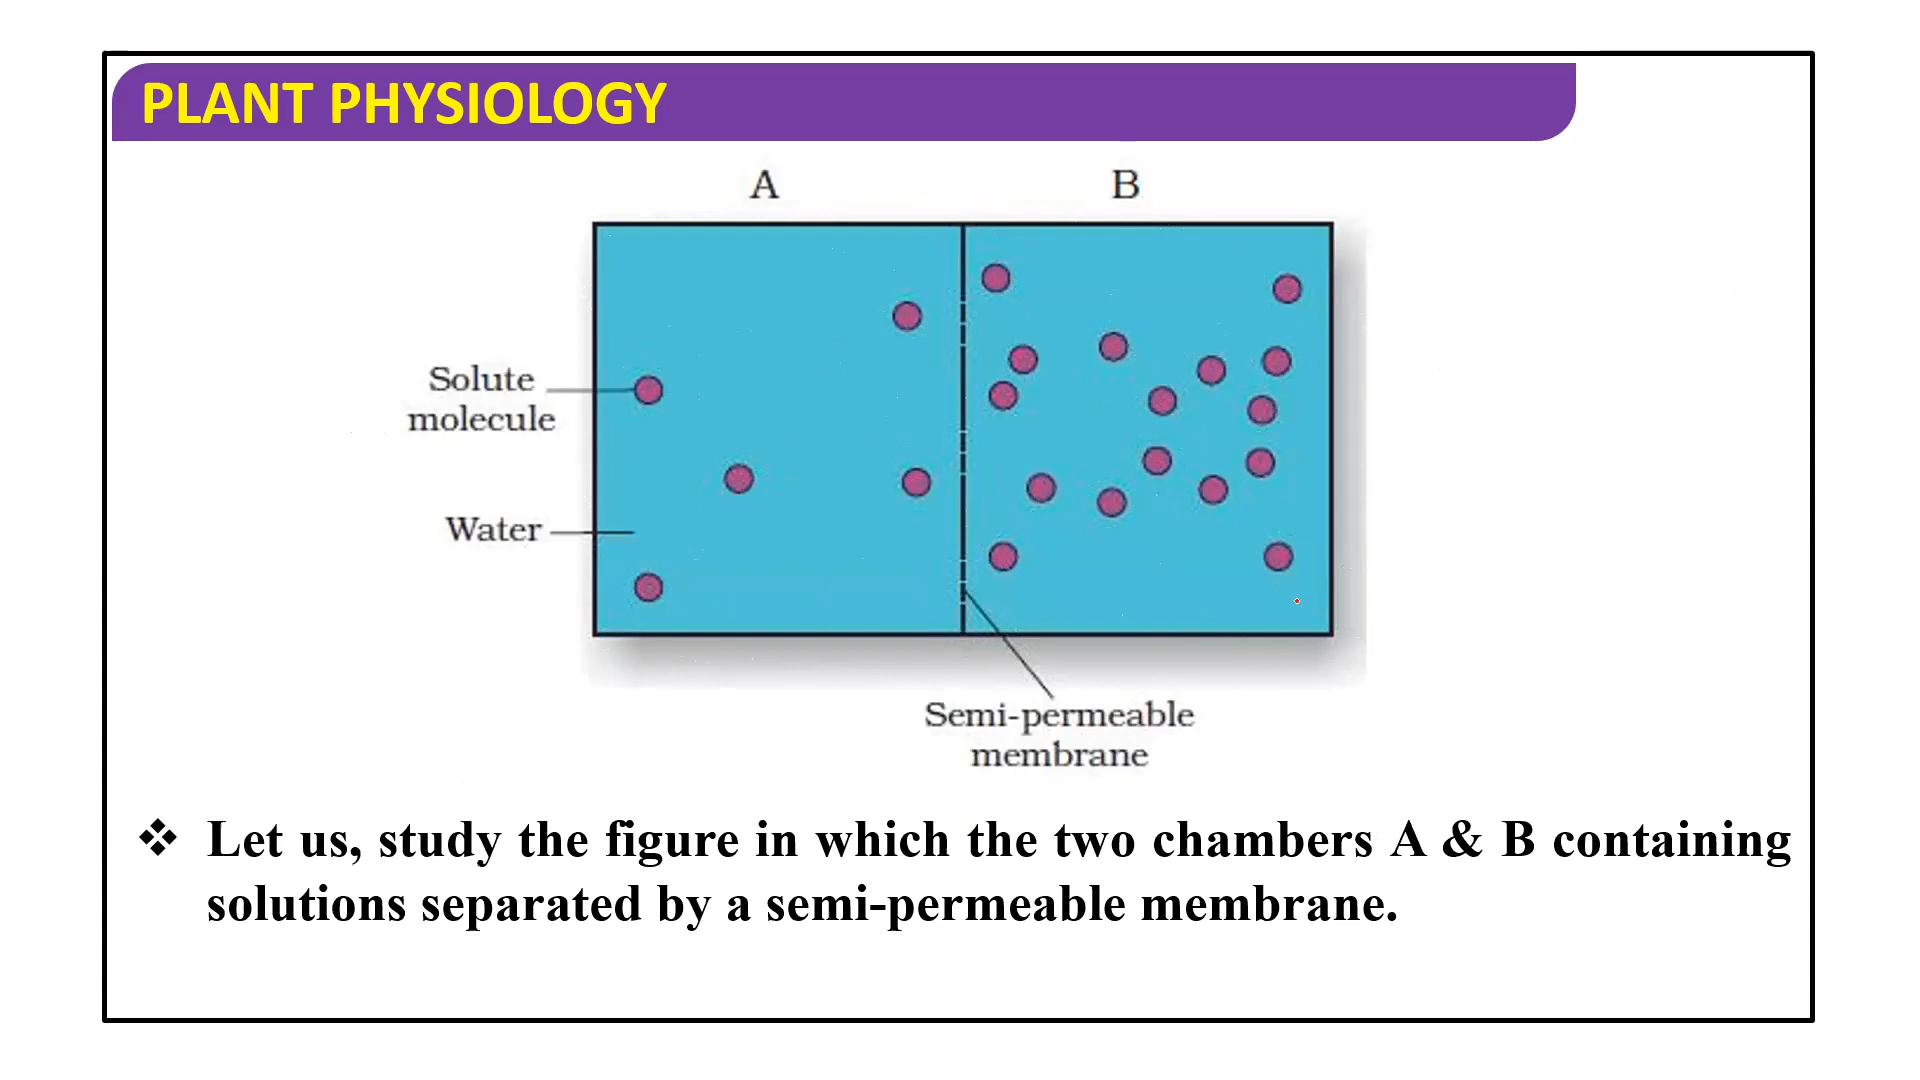 PLANT PHYSIOLOGY
A
B
Solute
molecule
Water
Semi-permeable
membrane
❖ Let us, study the figure in which the two chambers A & B containing
solutions separated by a semi-permeable membrane.